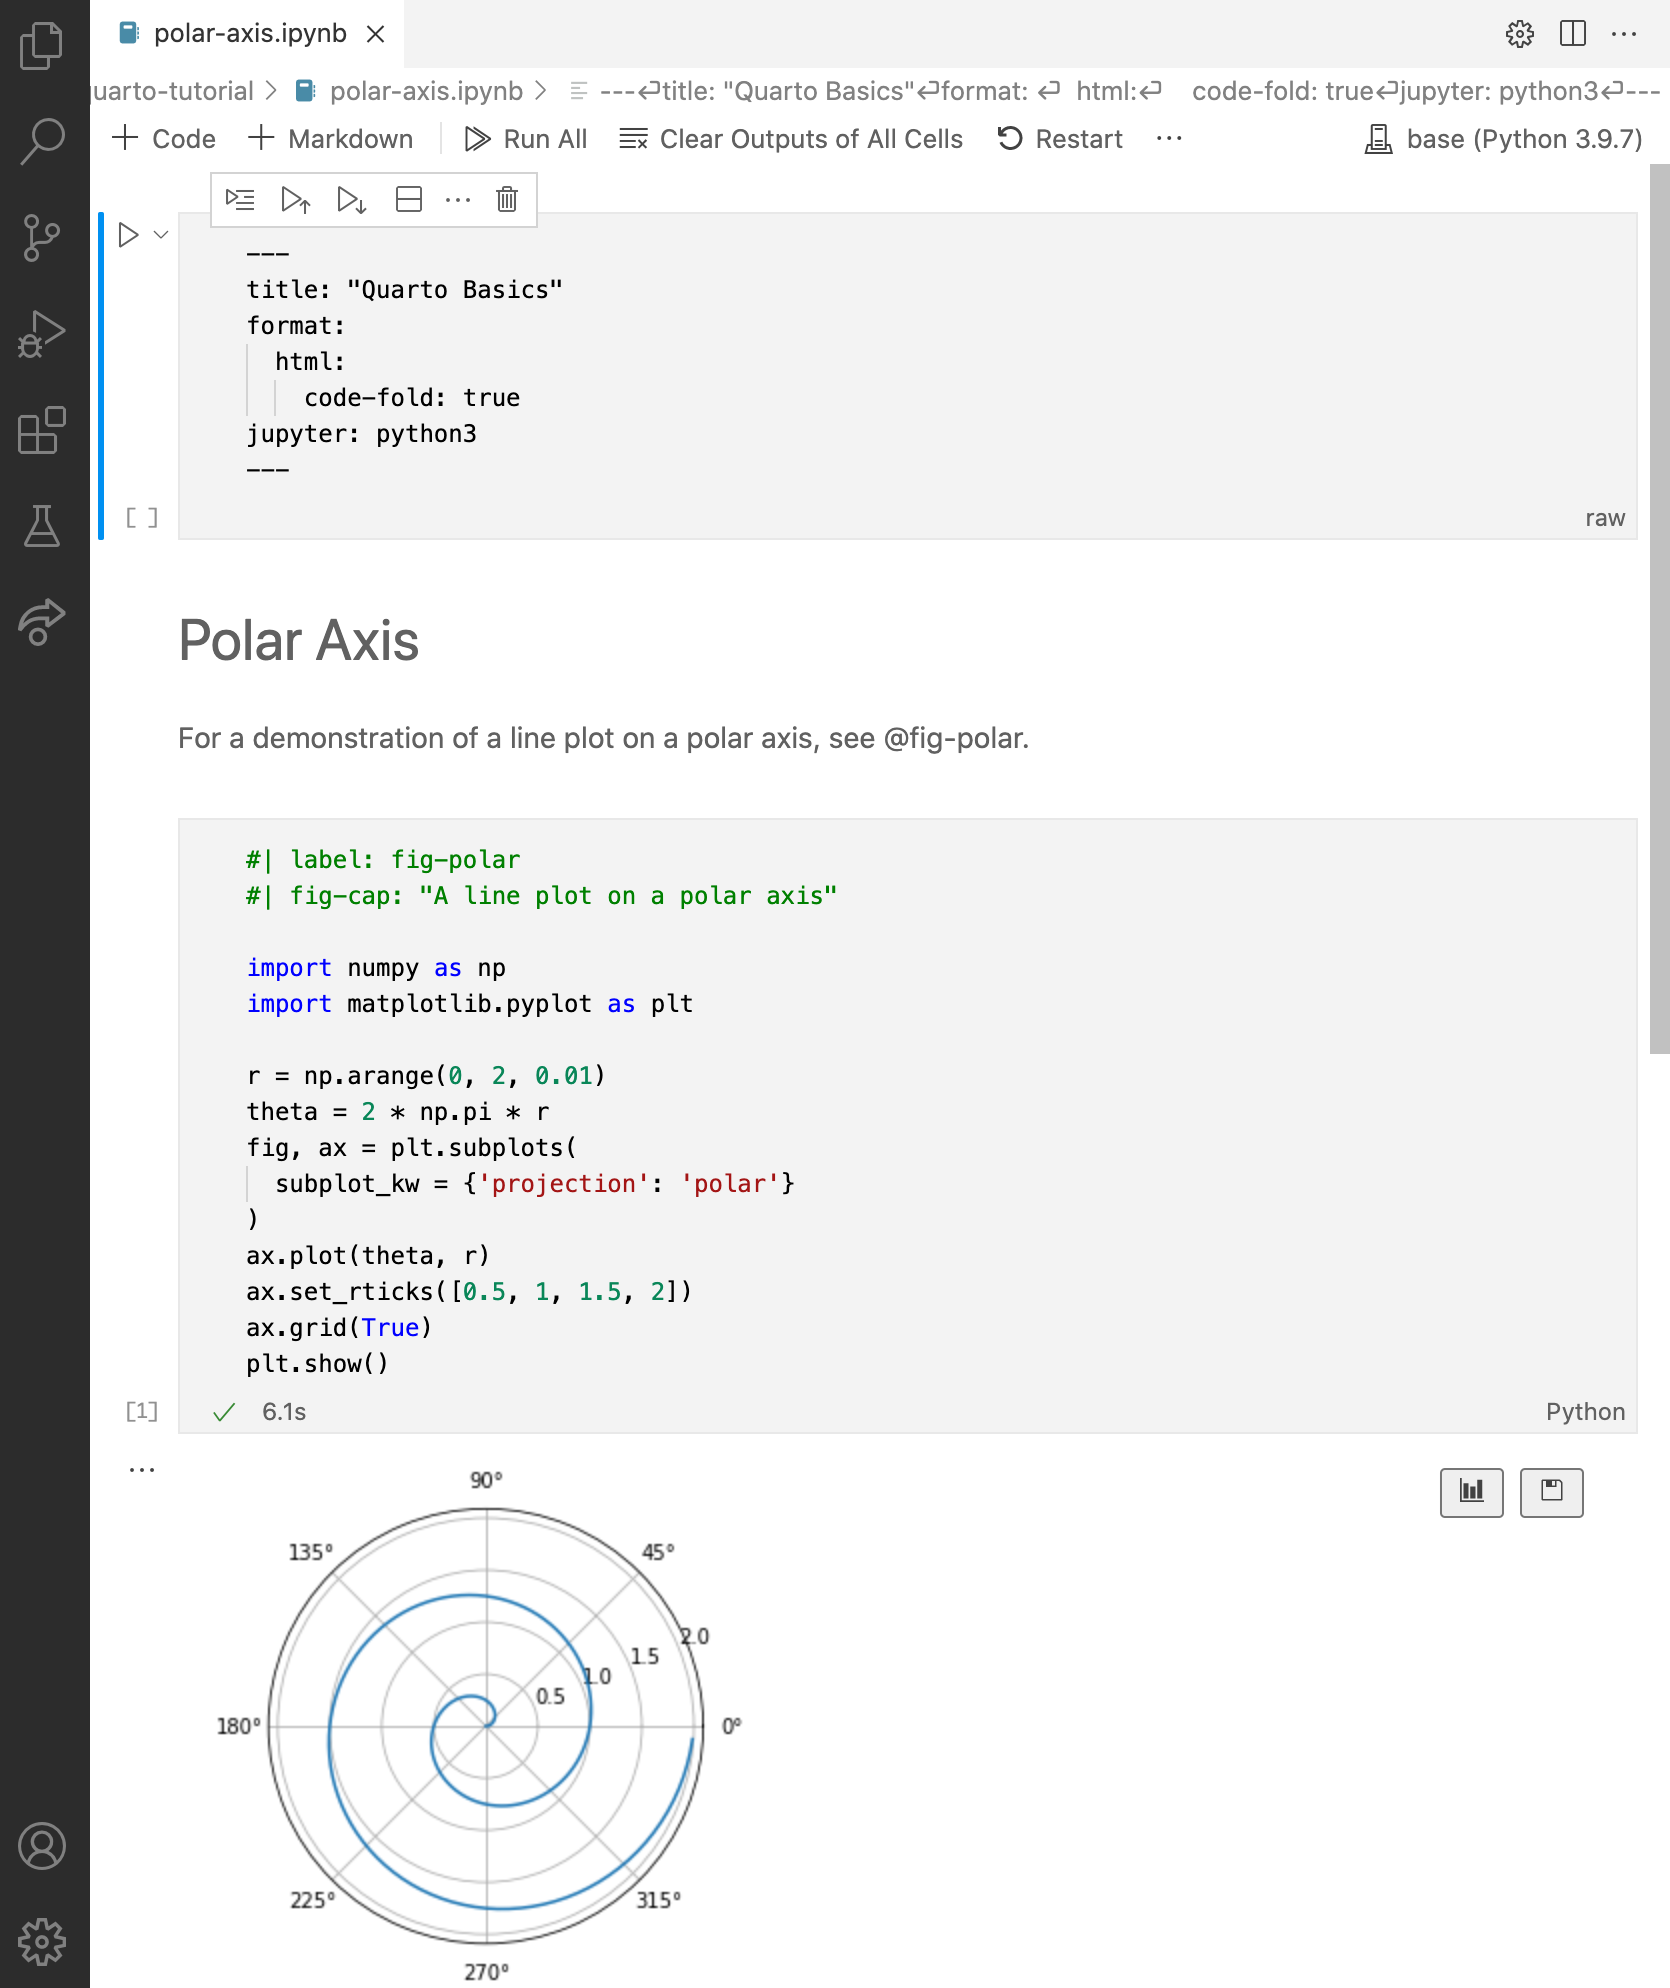 polar-axis.ipynb
uarto-tutorial > polar-axis.ipynb > ---↵title: "Quarto Basics"↵format: ↵ html:↵ code-fold: true↵jupyter: python3↵---
+ Code + Markdown Run All Clear Outputs of All Cells Restart ... base (Python 3.9.7)
---
title: "Quarto Basics"
format:
  html:
    code-fold: true
jupyter: python3
---
[ ] raw
Polar Axis
For a demonstration of a line plot on a polar axis, see @fig-polar.
#| label: fig-polar
#| fig-cap: "A line plot on a polar axis"
import numpy as np
import matplotlib.pyplot as plt
r = np.arange(0, 2, 0.01)
theta = 2 * np.pi * r
fig, ax = plt.subplots(
  subplot_kw = {'projection': 'polar'}
)
ax.plot(theta, r)
ax.set_rticks([0.5, 1, 1.5, 2])
ax.grid(True)
plt.show()
[1] 6.1s Python
...
90°
135° 45°
2.0
1.5
1.0
0.5
180° 0°
225° 315°
270°